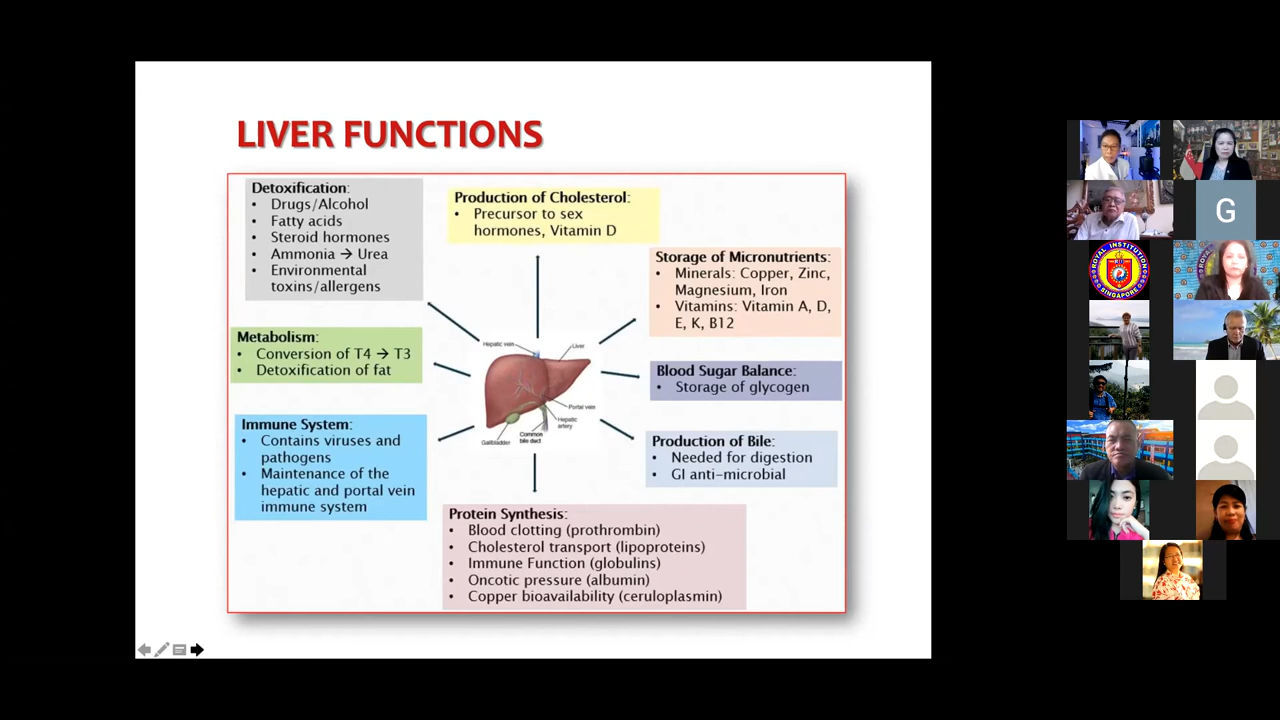 LIVER FUNCTIONS
Detoxification:
• Drugs/Alcohol
• Fatty acids
• Steroid hormones
• Ammonia → Urea
• Environmental
toxins/allergens
Production of Cholesterol:
• Precursor to sex
hormones, Vitamin D
Storage of Micronutrients:
• Minerals: Copper, Zinc,
Magnesium, Iron
• Vitamins: Vitamin A, D,
E, K, B12
Metabolism:
• Conversion of T4 → T3
• Detoxification of fat
Blood Sugar Balance:
• Storage of glycogen
Immune System:
• Contains viruses and
pathogens
• Maintenance of the
hepatic and portal vein
immune system
Production of Bile:
• Needed for digestion
• GI anti-microbial
Protein Synthesis:
• Blood clotting (prothrombin)
• Cholesterol transport (lipoproteins)
• Immune Function (globulins)
• Oncotic pressure (albumin)
• Copper bioavailability (ceruloplasmin)
Hepatic vein
Liver
Portal vein
Hepatic
artery
Common
bile duct
Gallbladder
G
ROYAL INSTITUTION
SINGAPORE